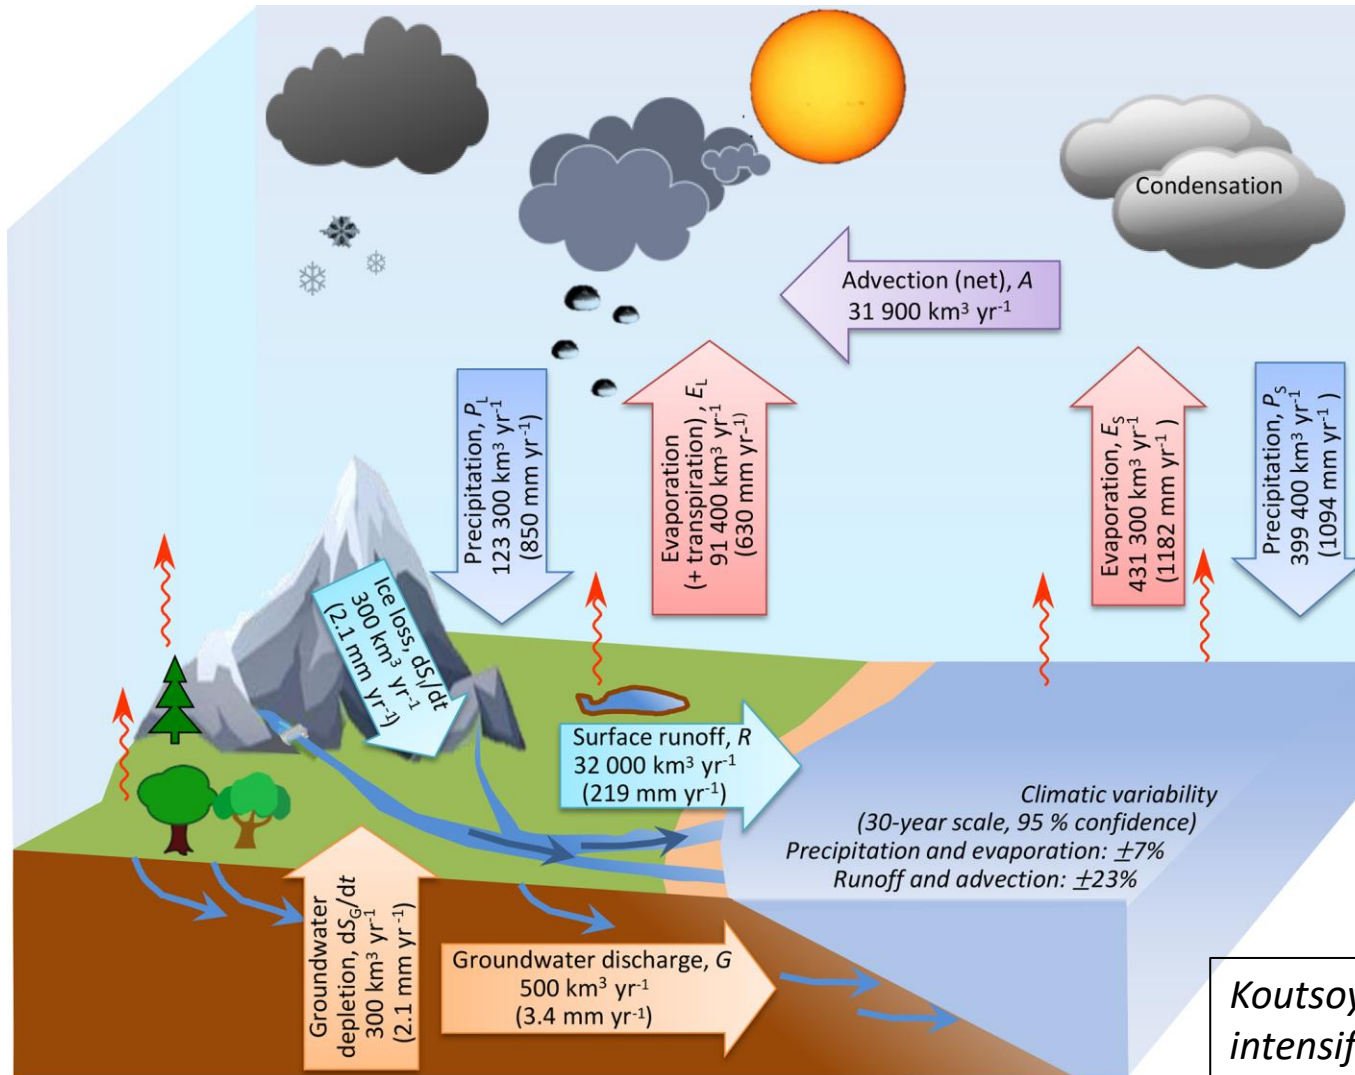 Condensation
Advection (net), A
31 900 km³ yr⁻¹
Precipitation, P_L
123 300 km³ yr⁻¹
(850 mm yr⁻¹)
Evaporation
(+ transpiration), E_L
91 400 km³ yr⁻¹
(630 mm yr-¹)
Evaporation, E_S
431 300 km³ yr⁻¹
(1182 mm yr⁻¹ )
Precipitation, P_S
399 400 km³ yr⁻¹
(1094 mm yr⁻¹ )
Ice loss, dS_I/dt
300 km³ yr⁻¹
(2.1 mm yr⁻¹)
Surface runoff, R
32 000 km³ yr⁻¹
(219 mm yr⁻¹)
Climatic variability
(30-year scale, 95 % confidence)
Precipitation and evaporation: ±7%
Runoff and advection: ±23%
Groundwater
depletion, dS_G/dt
300 km³ yr⁻¹
(2.1 mm yr⁻¹)
Groundwater discharge, G
500 km³ yr⁻¹
(3.4 mm yr⁻¹)
Koutsoy
intensif